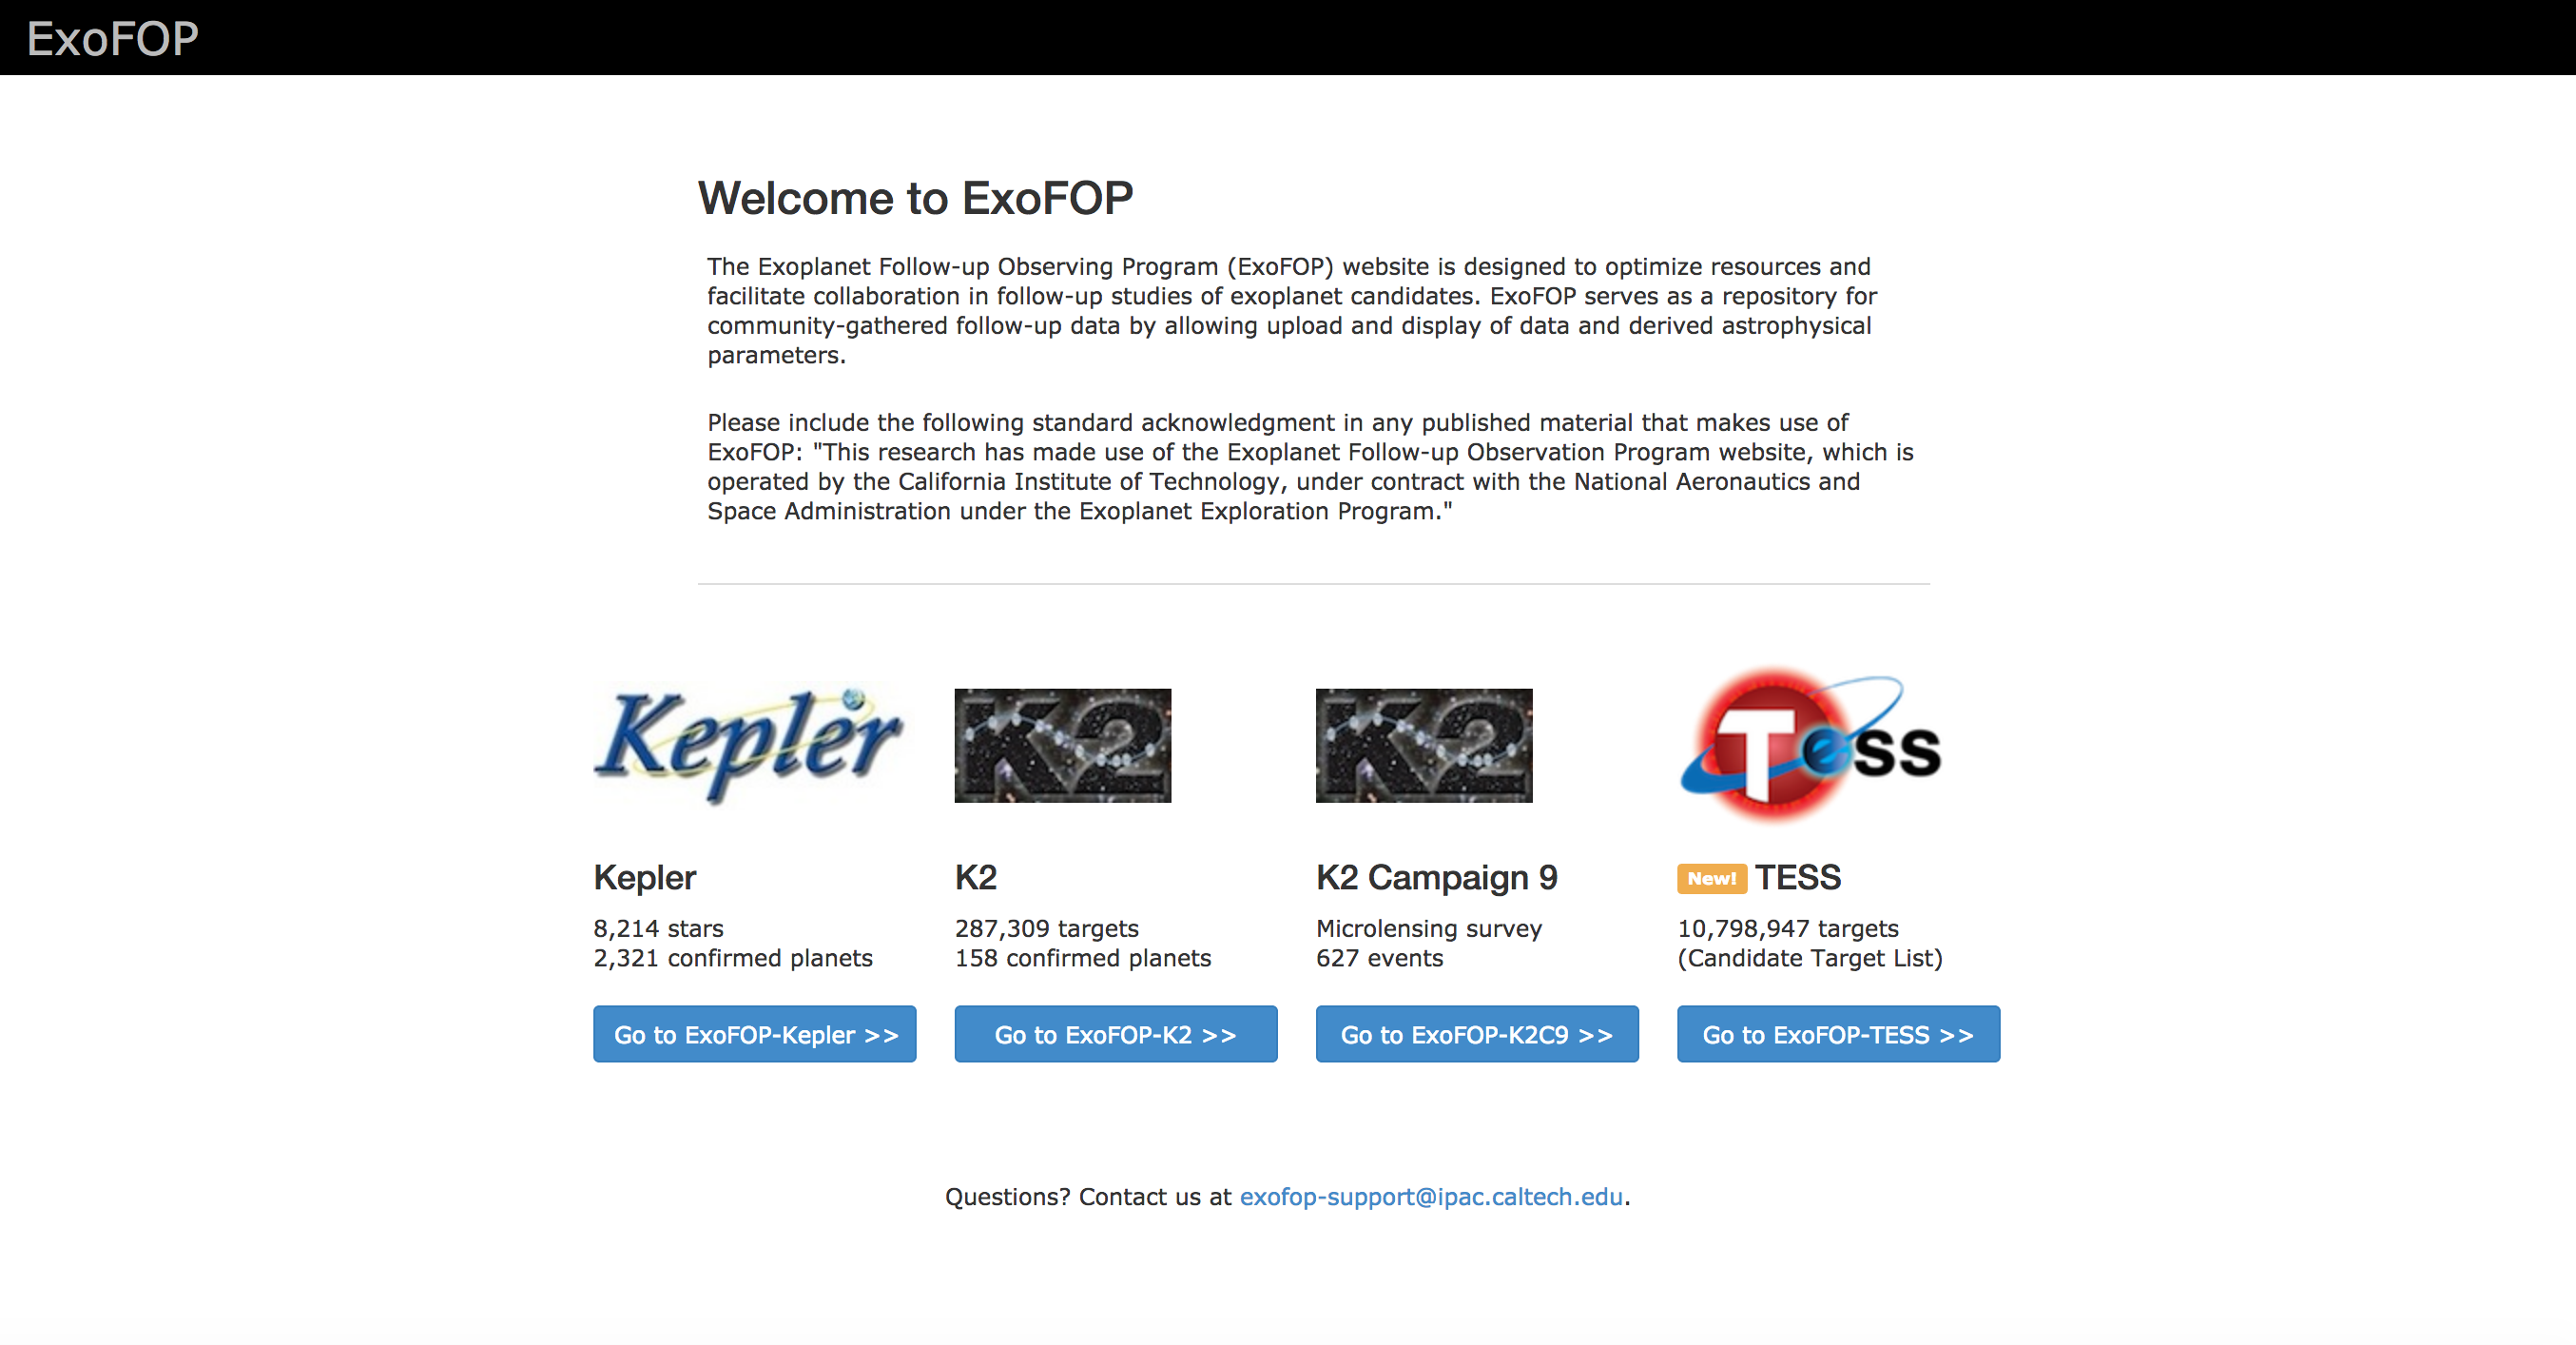 ExoFOP
Welcome to ExoFOP
The Exoplanet Follow-up Observing Program (ExoFOP) website is designed to optimize resources and
facilitate collaboration in follow-up studies of exoplanet candidates. ExoFOP serves as a repository for
community-gathered follow-up data by allowing upload and display of data and derived astrophysical
parameters.
Please include the following standard acknowledgment in any published material that makes use of
ExoFOP: "This research has made use of the Exoplanet Follow-up Observation Program website, which is
operated by the California Institute of Technology, under contract with the National Aeronautics and
Space Administration under the Exoplanet Exploration Program."
Kepler
K2
K2
Tess
Kepler
8,214 stars
2,321 confirmed planets
Go to ExoFOP-Kepler >>
K2
287,309 targets
158 confirmed planets
Go to ExoFOP-K2 >>
K2 Campaign 9
Microlensing survey
627 events
Go to ExoFOP-K2C9 >>
New! TESS
10,798,947 targets
(Candidate Target List)
Go to ExoFOP-TESS >>
Questions? Contact us at exofop-support@ipac.caltech.edu.